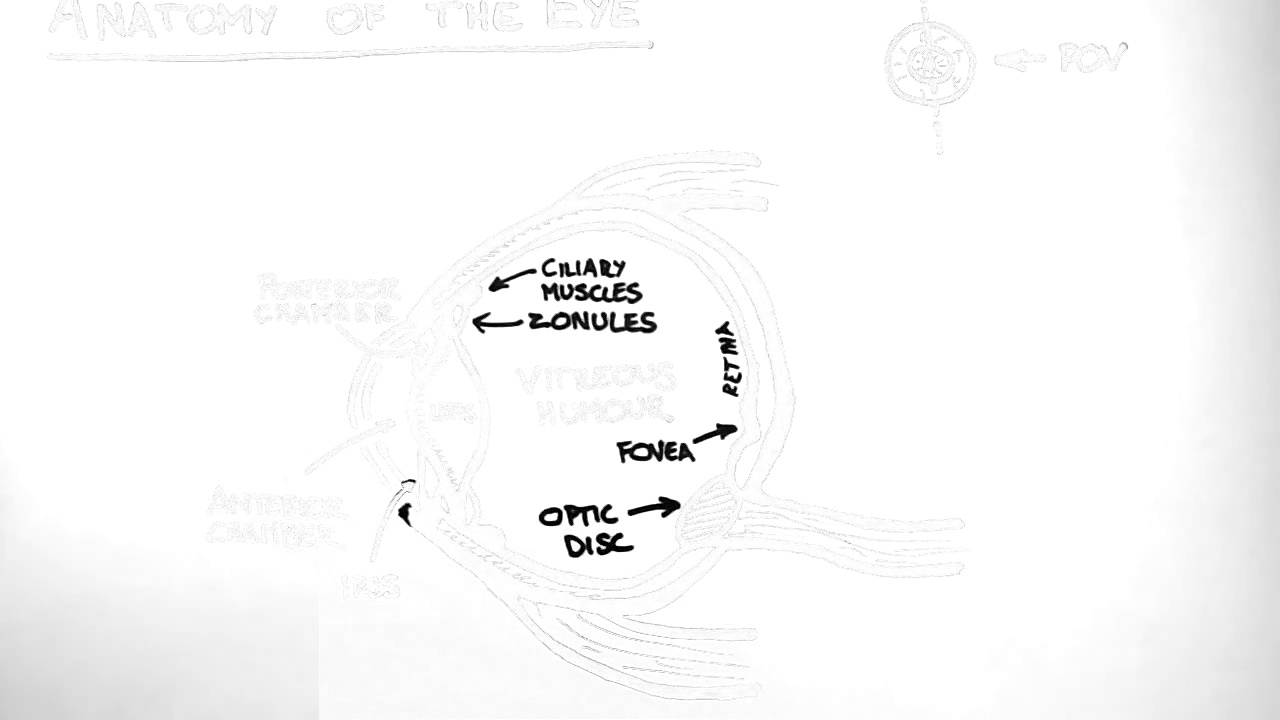 ANATOMY OF THE EYE
POV
CILIARY
MUSCLES
POSTERIOR
CHAMBER
ZONULES
RETINA
VITREOUS
HUMOUR
LENS
FOVEA
ANTERIOR
CHAMBER
OPTIC
DISC
IRIS